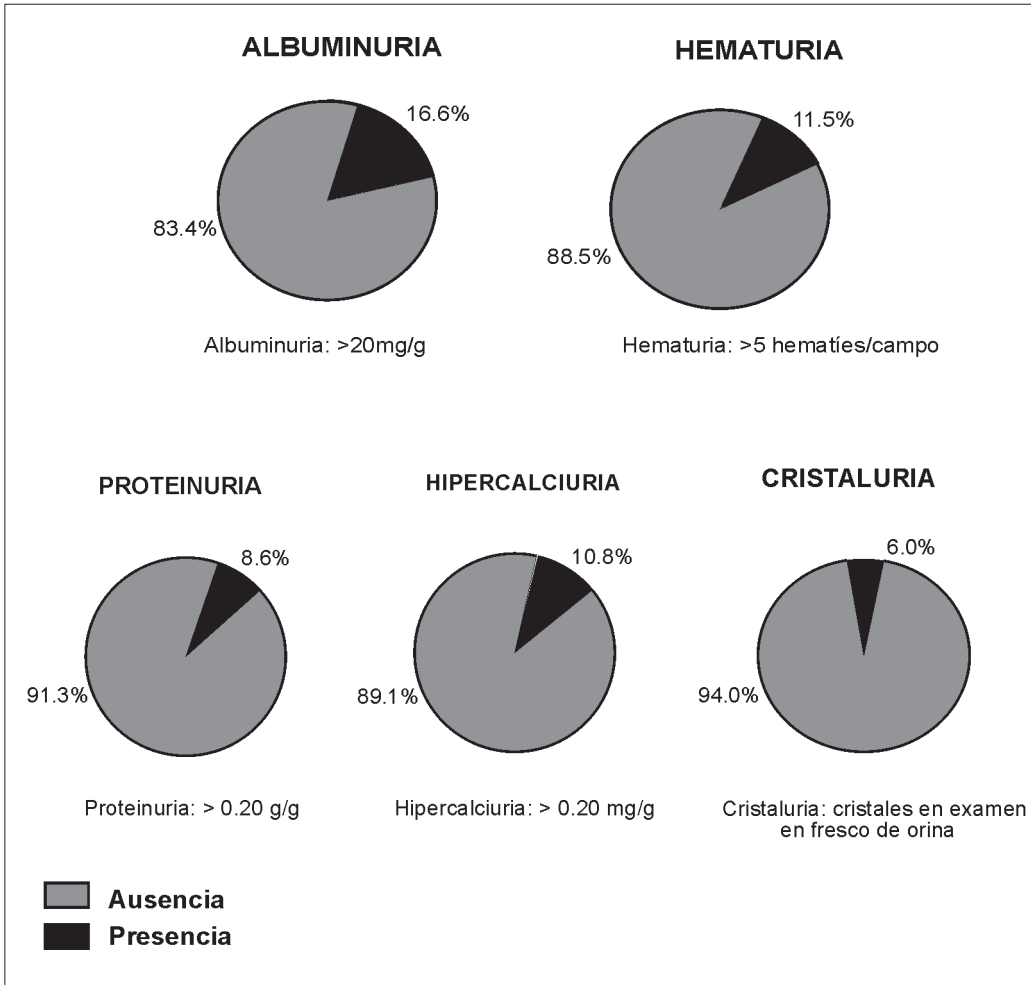 ALBUMINURIA
16.6%
83.4%
Albuminuria: >20mg/g
HEMATURIA
11.5%
88.5%
Hematuria: >5 hematíes/campo
PROTEINURIA
8.6%
91.3%
Proteinuria: > 0.20 g/g
HIPERCALCIURIA
10.8%
89.1%
Hipercalciuria: > 0.20 mg/g
CRISTALURIA
6.0%
94.0%
Cristaluria: cristales en examen
en fresco de orina
Ausencia
Presencia